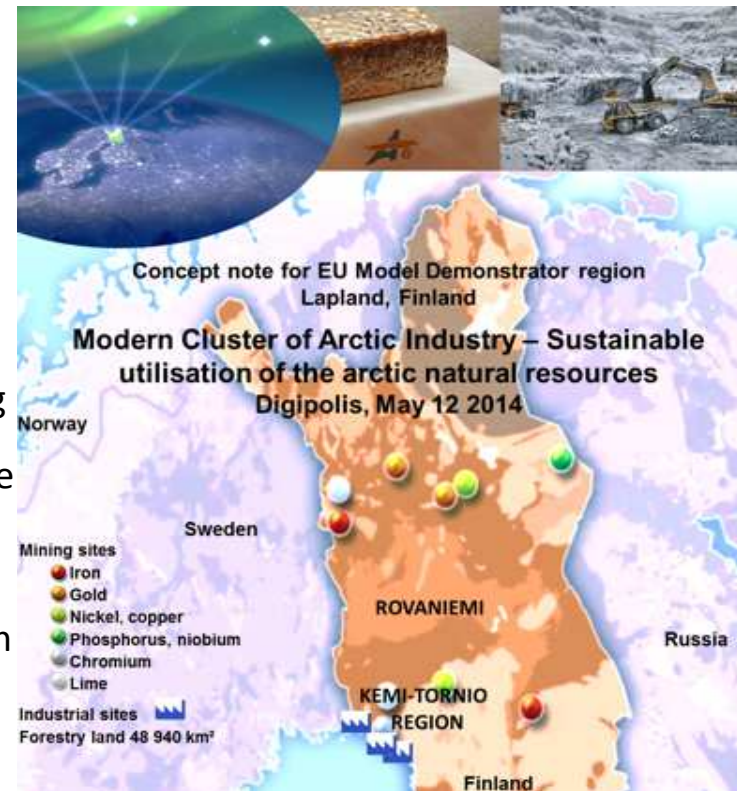 Concept note for EU Model Demonstrator region
Lapland, Finland
Modern Cluster of Arctic Industry – Sustainable
utilisation of the arctic natural resources
Digipolis, May 12 2014
g
Norway
e
Sweden
Mining sites
Iron
Gold
Nickel, copper
Phosphorus, niobium
Chromium
Lime
n
Industrial sites
Forestry land 48 940 km²
ROVANIEMI
Russia
KEMI-TORNIO
REGION
Finland